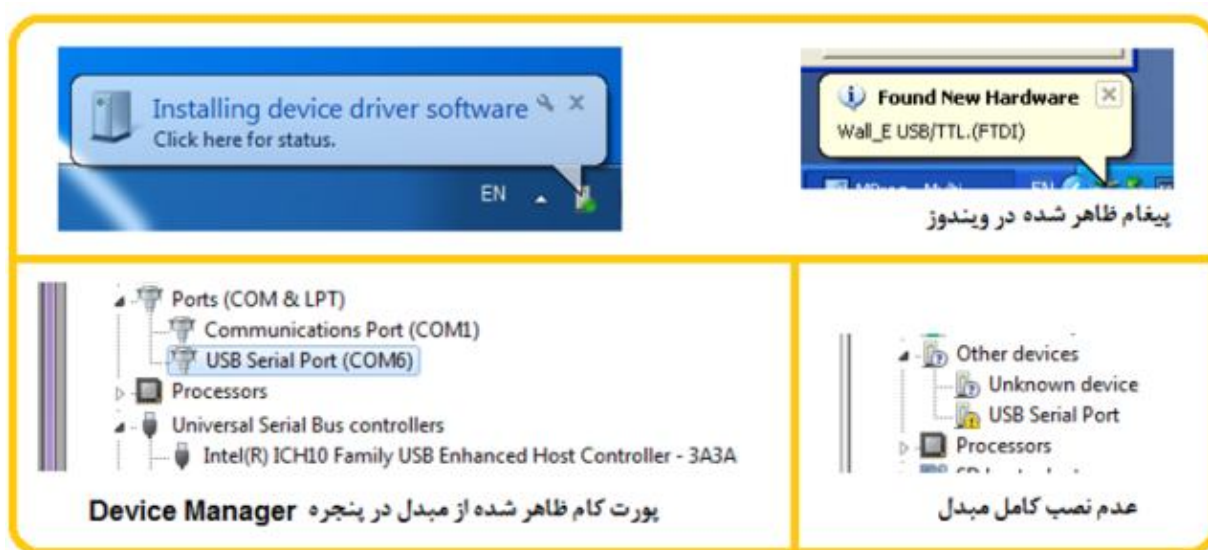 Installing device driver software
Click here for status.
EN
Found New Hardware
Wall_E USB/TTL.(FTDI)
EN
پیغام ظاهر شده در ویندوز
Ports (COM & LPT)
Communications Port (COM1)
USB Serial Port (COM6)
Processors
Universal Serial Bus controllers
Intel(R) ICH10 Family USB Enhanced Host Controller - 3A3A
پورت کام ظاهر شده از مبدل در پنجره Device Manager
Other devices
Unknown device
USB Serial Port
Processors
عدم نصب کامل مبدل